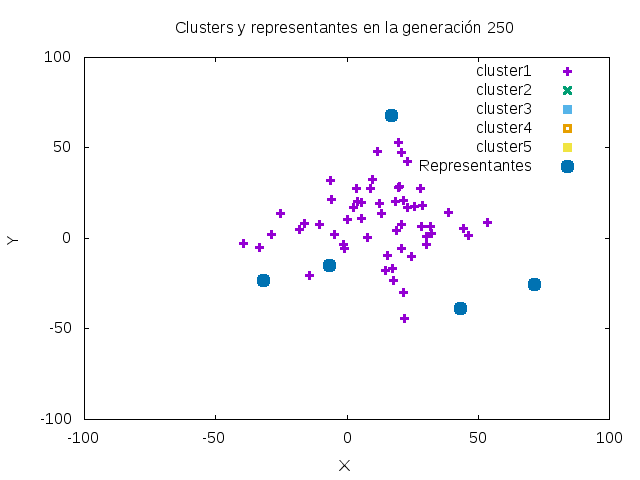 Clusters y representantes en la generación 250
100
50
0
-50
-100
Y
-100
-50
0
50
100
X
cluster1
cluster2
cluster3
cluster4
cluster5
Representantes